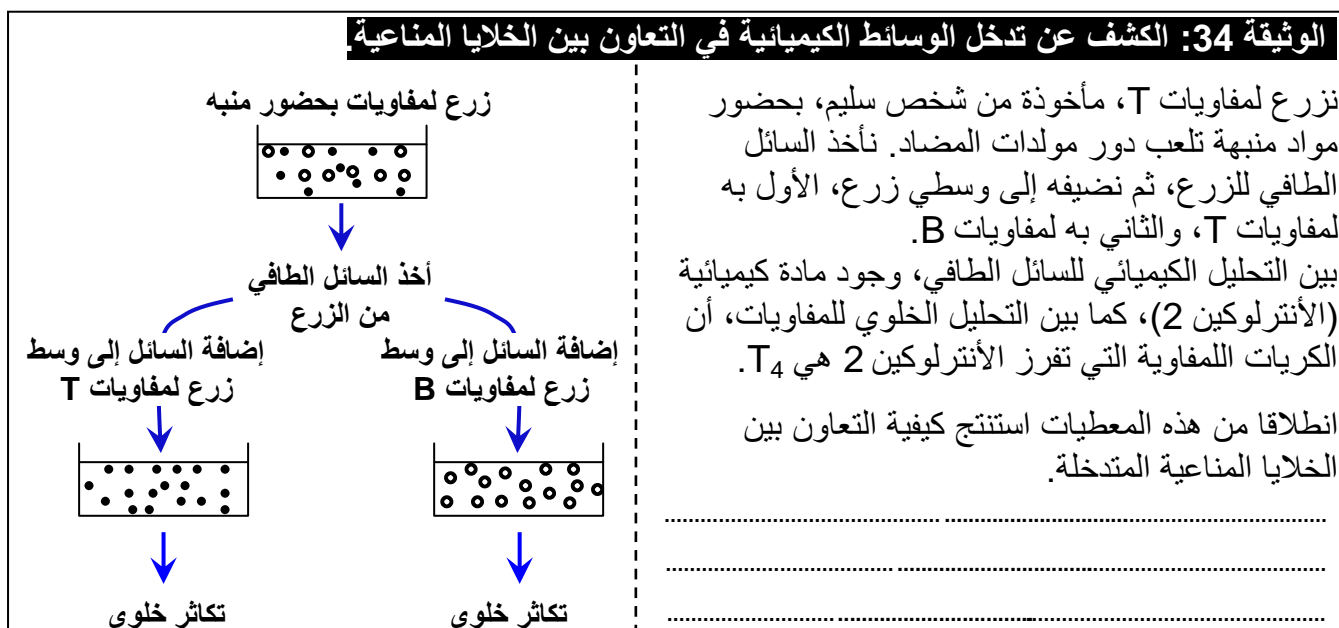 الوثيقة 34: الكشف عن تدخل الوسائط الكيميائية في التعاون بين الخلايا المناعية.
نزرع لمفاويات T، مأخوذة من شخص سليم، بحضور
مواد منبهة تلعب دور مولدات المضاد. نأخذ السائل
الطافي للزرع، ثم نضيفه إلى وسطي زرع، الأول به
لمفاويات T، والثاني به لمفاويات B.
بين التحليل الكيميائي للسائل الطافي، وجود مادة كيميائية
(الأنترلوكين 2)، كما بين التحليل الخلوي للمفاويات، أن
الكريات اللمفاوية التي تفرز الأنترلوكين 2 هي T4.
انطلاقا من هذه المعطيات استنتج كيفية التعاون بين
الخلايا المناعية المتدخلة.
زرع لمفاويات بحضور منبه
أخذ السائل الطافي
من الزرع
إضافة السائل إلى وسط
زرع لمفاويات B
إضافة السائل إلى وسط
زرع لمفاويات T
تكاثر خلوي
تكاثر خلوي